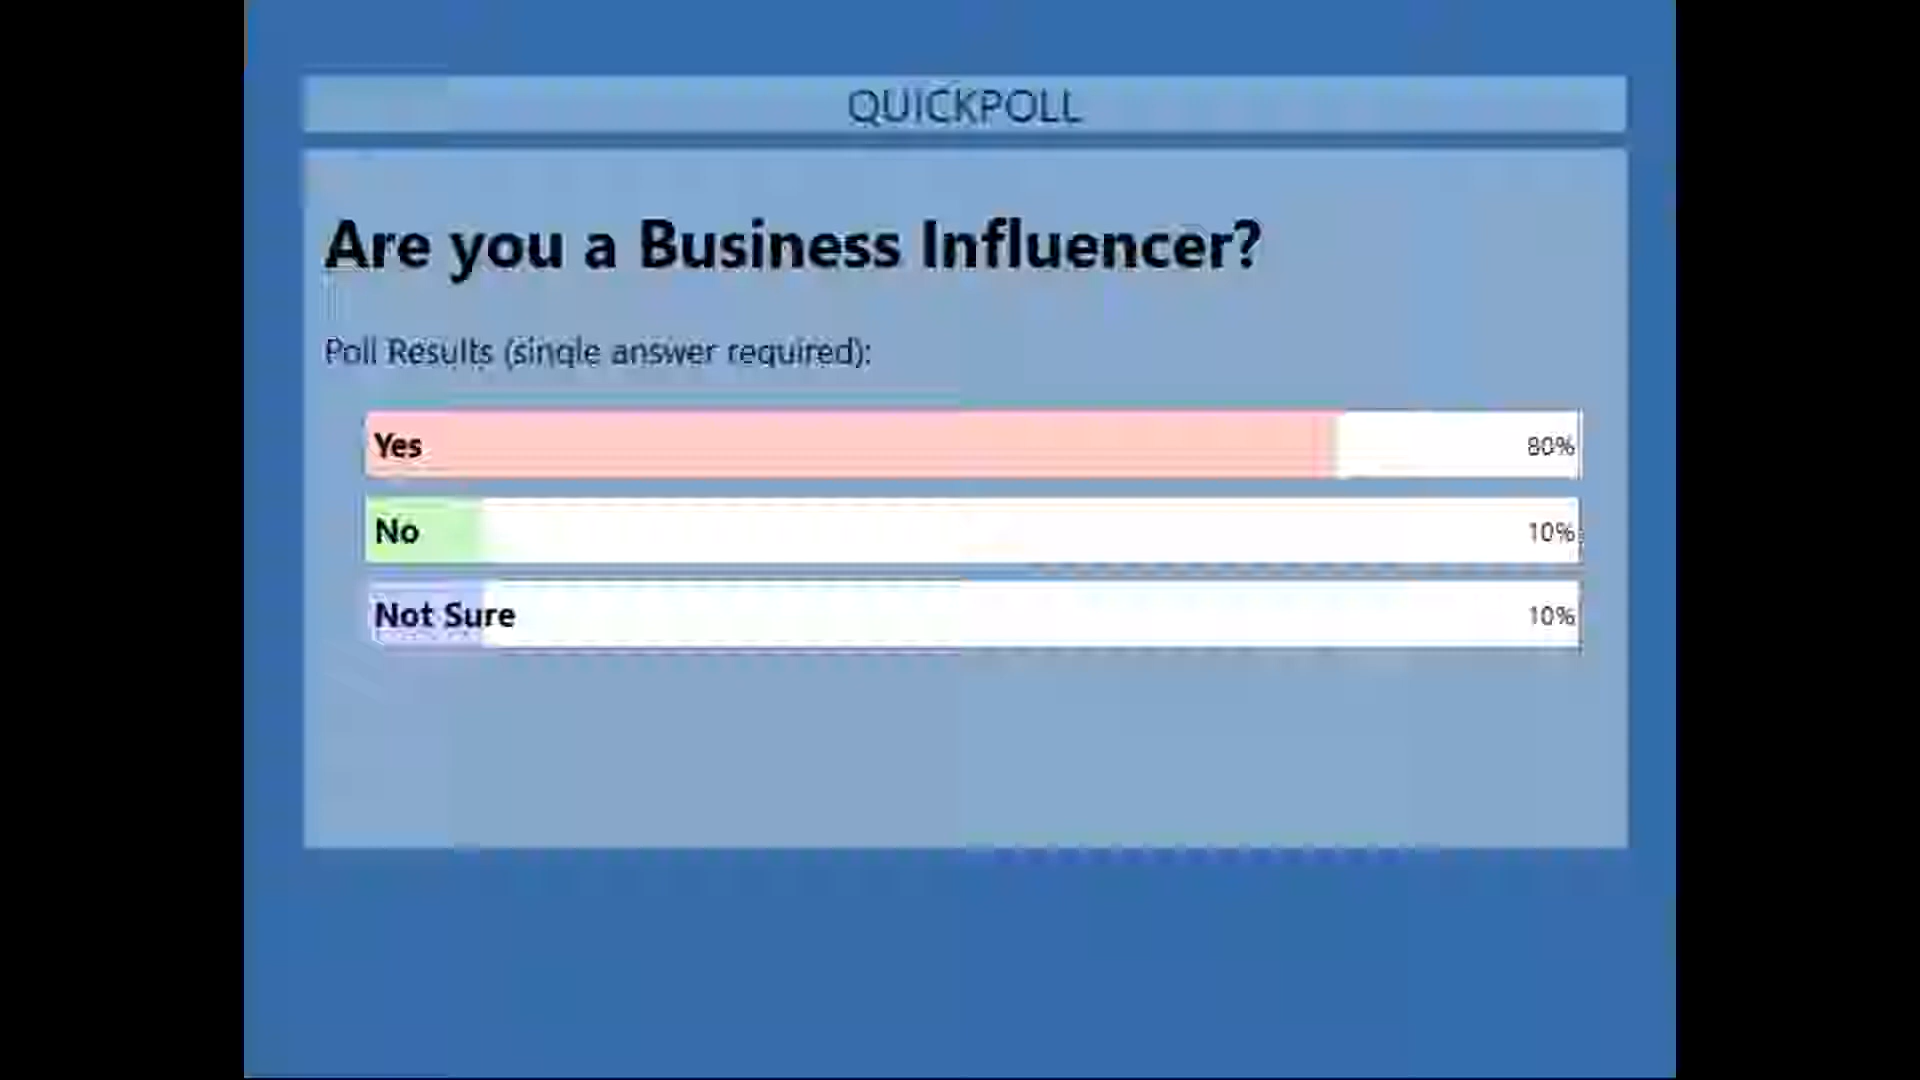 QUICKPOLL
Are you a Business Influencer?
Poll Results (single answer required):
Yes 80%
No 10%
Not Sure 10%